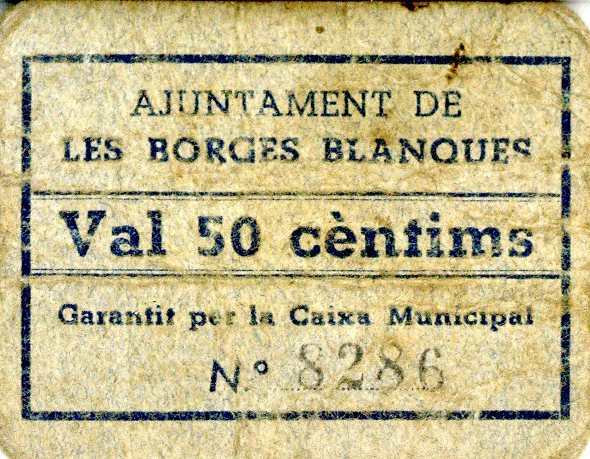 AJUNTAMENT DE
LES BORGES BLANQUES
Val 50 cèntims
Garantit per la Caixa Municipal
N.º 8286